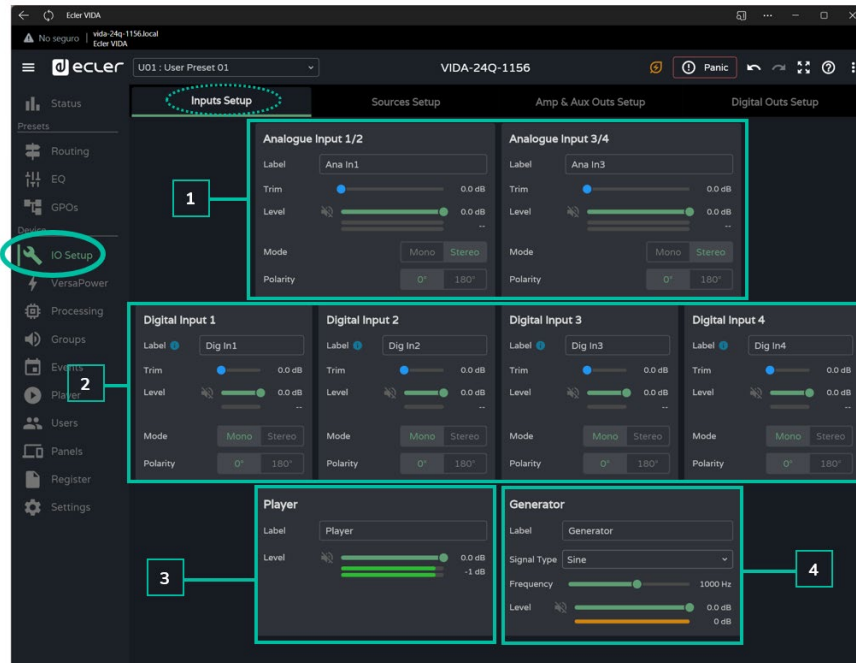 Ecler VIDA
No seguro | vida-24q-1156.local
Ecler VIDA
ecler U01 : User Preset 01 VIDA-24Q-1156 Panic
Status
Presets
Routing
EQ
GPOs
Device
IO Setup
VersaPower
Processing
Groups
Events
Player
Users
Panels
Register
Settings
Inputs Setup Sources Setup Amp & Aux Outs Setup Digital Outs Setup
1
Analogue Input 1/2
Label Ana In1
Trim 0.0 dB
Level 0.0 dB
--
Mode Mono Stereo
Polarity 0° 180°
Analogue Input 3/4
Label Ana In3
Trim 0.0 dB
Level 0.0 dB
--
Mode Mono Stereo
Polarity 0° 180°
2
Digital Input 1
Label Dig In1
Trim 0.0 dB
Level 0.0 dB
--
Mode Mono Stereo
Polarity 0° 180°
Digital Input 2
Label Dig In2
Trim 0.0 dB
Level 0.0 dB
--
Mode Mono Stereo
Polarity 0° 180°
Digital Input 3
Label Dig In3
Trim 0.0 dB
Level 0.0 dB
--
Mode Mono Stereo
Polarity 0° 180°
Digital Input 4
Label Dig In4
Trim 0.0 dB
Level 0.0 dB
--
Mode Mono Stereo
Polarity 0° 180°
3
Player
Label Player
Level 0.0 dB
-1 dB
Generator
Label Generator
Signal Type Sine
Frequency 1000 Hz
Level 0.0 dB
0 dB
4